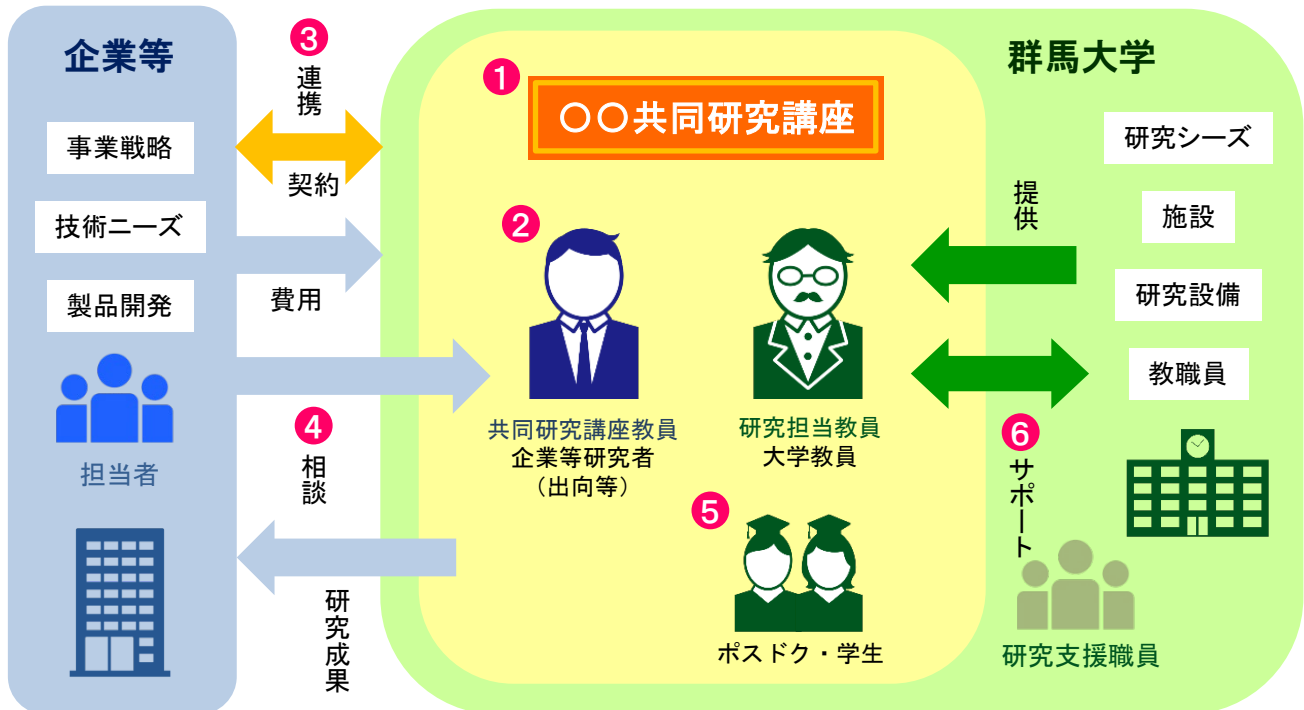 企業等
事業戦略
技術ニーズ
製品開発
担当者
3
連携
契約
費用
4
相談
研究成果
1
〇〇共同研究講座
2
共同研究講座教員
企業等研究者
（出向等）
研究担当教員
大学教員
5
ポスドク・学生
群馬大学
研究シーズ
施設
研究設備
教職員
提供
6
サポート
研究支援職員